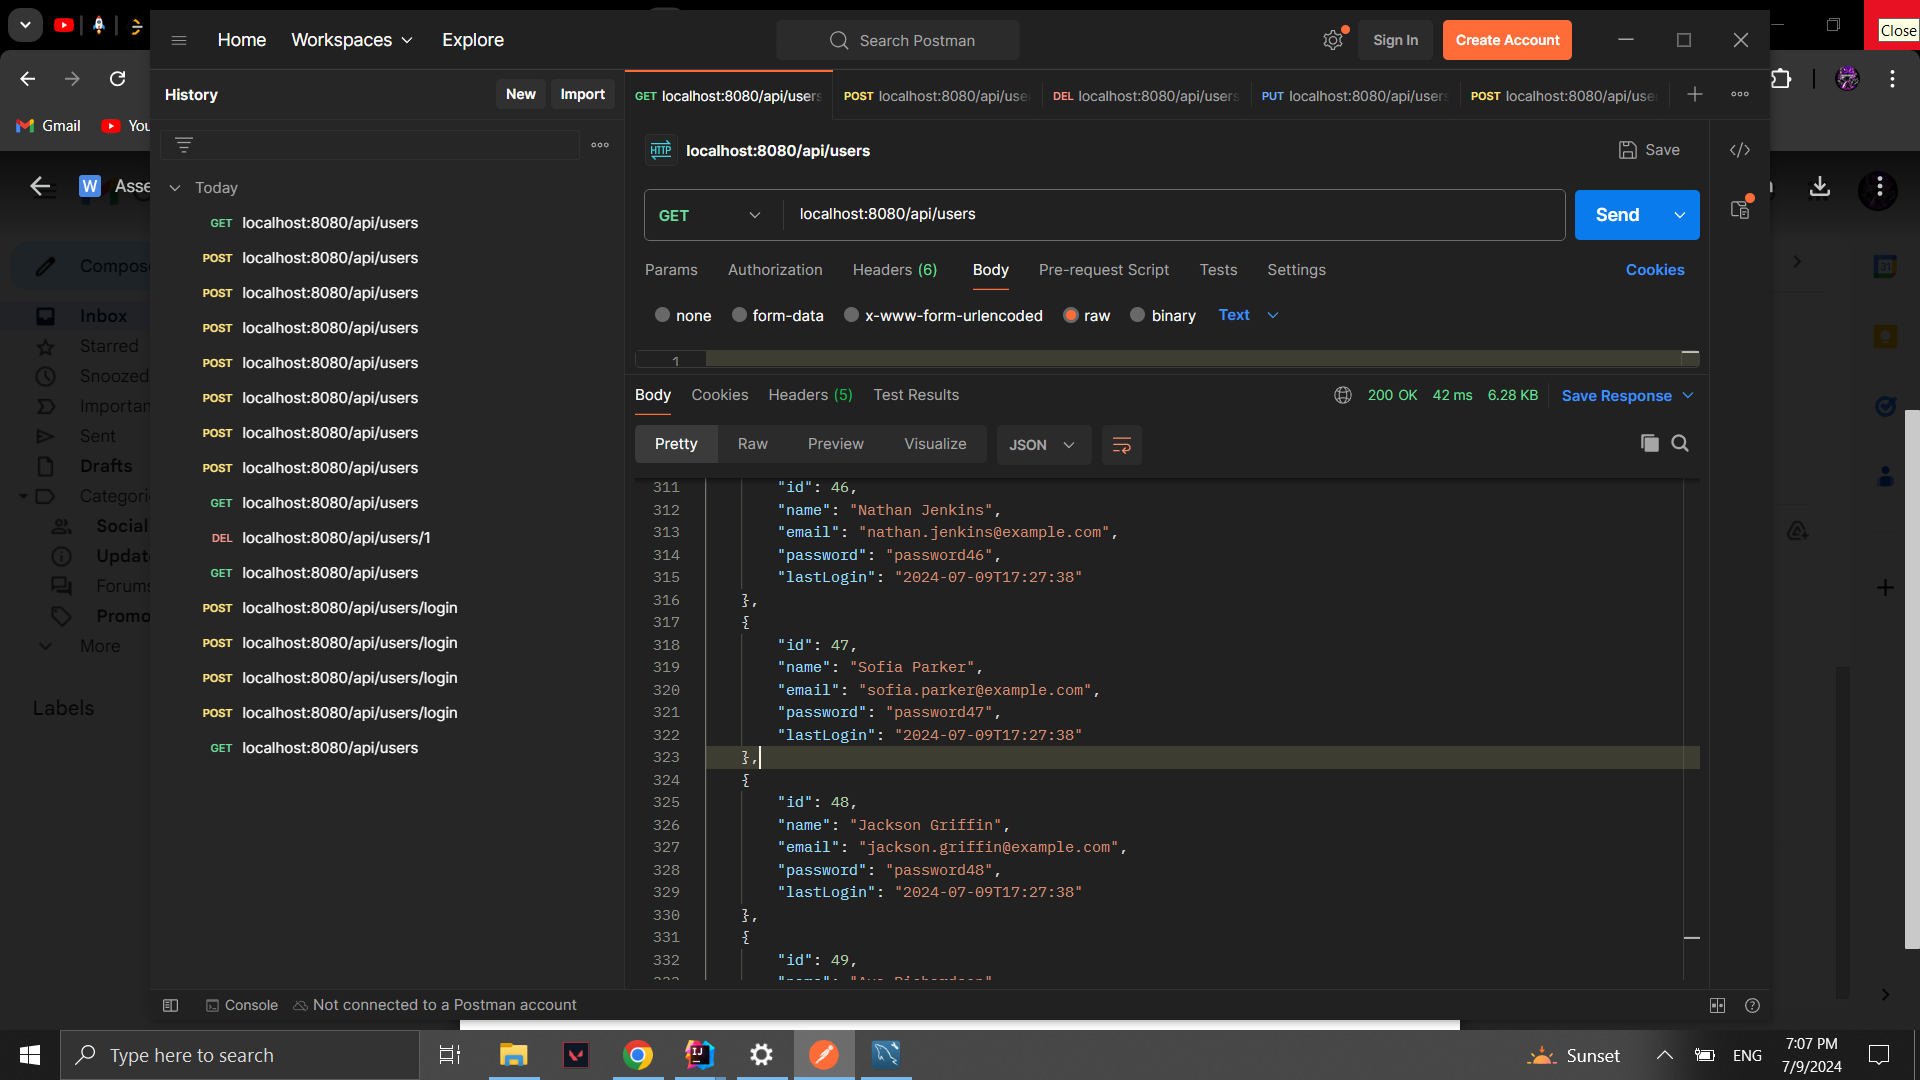 Close
Home
Workspaces
Explore
Search Postman
Sign In
Create Account
History
New
Import
GET localhost:8080/api/users
POST localhost:8080/api/use
DEL localhost:8080/api/users
PUT localhost:8080/api/users
POST localhost:8080/api/use
Gmail
You
HTTP
localhost:8080/api/users
Save
W
Asse
Today
GET
localhost:8080/api/users
Send
GET localhost:8080/api/users
POST localhost:8080/api/users
POST localhost:8080/api/users
POST localhost:8080/api/users
POST localhost:8080/api/users
POST localhost:8080/api/users
POST localhost:8080/api/users
POST localhost:8080/api/users
GET localhost:8080/api/users
DEL localhost:8080/api/users/1
GET localhost:8080/api/users
POST localhost:8080/api/users/login
POST localhost:8080/api/users/login
POST localhost:8080/api/users/login
POST localhost:8080/api/users/login
GET localhost:8080/api/users
Compos
Inbox
Starred
Snoozed
Importan
Sent
Drafts
Categori
Social
Updat
Forums
Promo
More
Labels
Params
Authorization
Headers (6)
Body
Pre-request Script
Tests
Settings
Cookies
none
form-data
x-www-form-urlencoded
raw
binary
Text
1
Body
Cookies
Headers (5)
Test Results
200 OK
42 ms
6.28 KB
Save Response
Pretty
Raw
Preview
Visualize
JSON
311 "id": 46,
312 "name": "Nathan Jenkins",
313 "email": "nathan.jenkins@example.com",
314 "password": "password46",
315 "lastLogin": "2024-07-09T17:27:38"
316 },
317 {
318 "id": 47,
319 "name": "Sofia Parker",
320 "email": "sofia.parker@example.com",
321 "password": "password47",
322 "lastLogin": "2024-07-09T17:27:38"
323 },
324 {
325 "id": 48,
326 "name": "Jackson Griffin",
327 "email": "jackson.griffin@example.com",
328 "password": "password48",
329 "lastLogin": "2024-07-09T17:27:38"
330 },
331 {
332 "id": 49,
31
Console
Not connected to a Postman account
Type here to search
IJ
Sunset
ENG
7:07 PM
7/9/2024